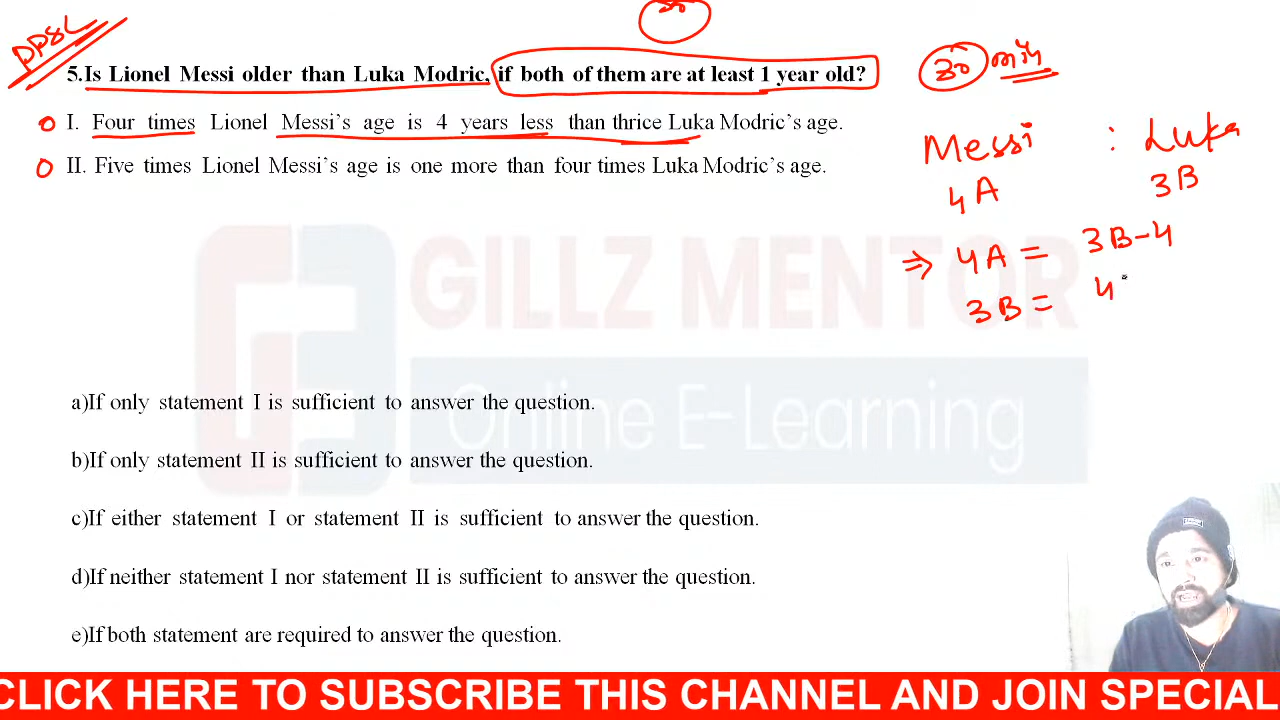 DPSL
5.Is Lionel Messi older than Luka Modric, if both of them are at least 1 year old?
I. Four times Lionel Messi’s age is 4 years less than thrice Luka Modric’s age.
II. Five times Lionel Messi’s age is one more than four times Luka Modric’s age.
Messi : Luka
4A 3B
⇒ 4A = 3B-4
3B = 4
GILLZ MENTOR
Online E-Learning
a)If only statement I is sufficient to answer the question.
b)If only statement II is sufficient to answer the question.
c)If either statement I or statement II is sufficient to answer the question.
d)If neither statement I nor statement II is sufficient to answer the question.
e)If both statement are required to answer the question.
CLICK HERE TO SUBSCRIBE THIS CHANNEL AND JOIN SPECIAL